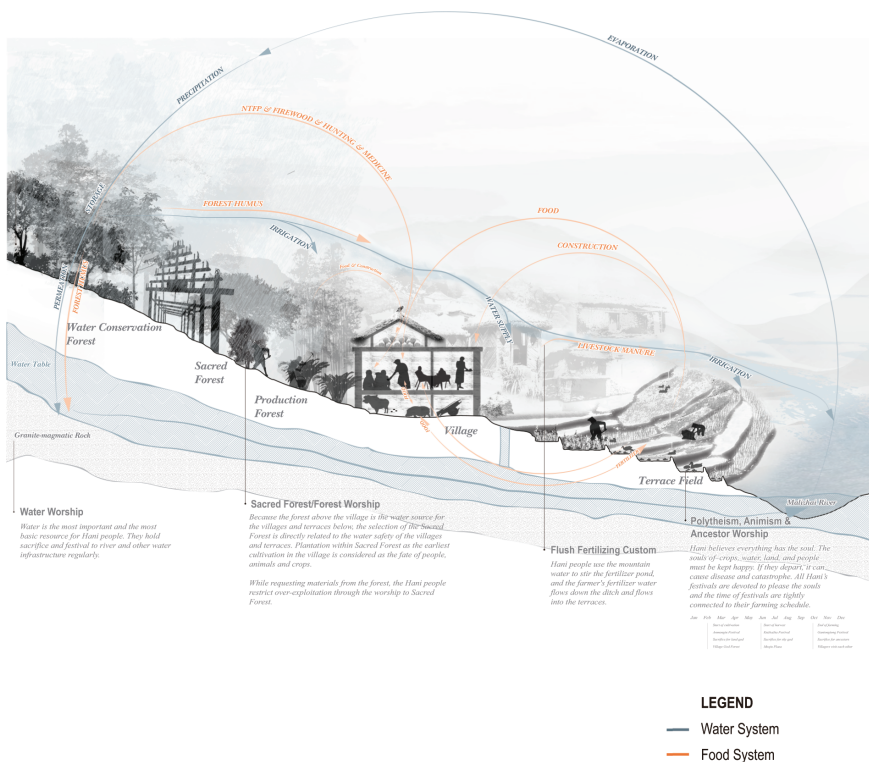 EVAPORATION
PRECIPITATION
NTFP & FIREWOOD & HUNTING & MEDICINE
STORAGE
FOREST HUMUS
FOOD
IRRIGATION
CONSTRUCTION
Food & Construction
PERMEATION
WATER SUPPLY
LIVESTOCK MANURE
IRRIGATION
Water Conservation
Forest
Water Table
Sacred
Forest
Production
Forest
Village
Granite-magmatic Rock
Terrace Field
Malizhai River
Water Worship
Water is the most important and the most
basic resource for Hani people. They hold
sacrifice and festival to river and other water
infrastructure regularly.
Sacred Forest/Forest Worship
Because the forest above the village is the water source for
the villages and terraces below, the selection of the Sacred
Forest is directly related to the water safety of the villages
and terraces. Plantation within Sacred Forest as the earliest
cultivation in the village is considered as the fate of people,
animals and crops.
While requesting materials from the forest, the Hani people
restrict over-exploitation through the worship to Sacred
Forest.
Flush Fertilizing Custom
Hani people use the mountain
water to stir the fertilizer pond,
and the farmer's fertilizer water
flows down the ditch and flows
into the terraces.
Polytheism, Animism &
Ancestor Worship
Hani believes everything has the soul. The
souls of crops, water, land, and people
must be kept happy. If they depart, it can
cause disease and catastrophe. All Hani's
festivals are devoted to please the souls
and the time of festivals are tightly
connected to their farming schedule.
Jan Feb Mar Apr May Jun Jul Aug Sep Oct Nov Dec
LEGEND
Water System
Food System